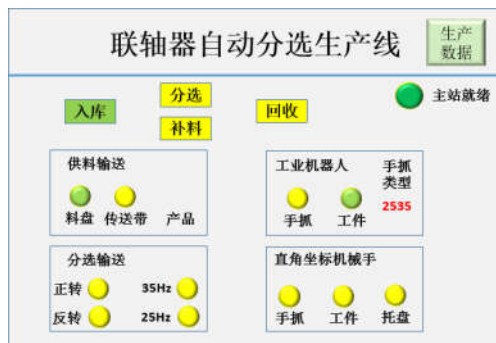 联轴器自动分选生产线
生产
数据
主站就绪
入库
分选
补料
回收
供料输送
料盘 传送带 产品
工业机器人
手抓
类型
2535
手抓 工件
分选输送
正转 35Hz
反转 25Hz
直角坐标机械手
手抓 工件 托盘